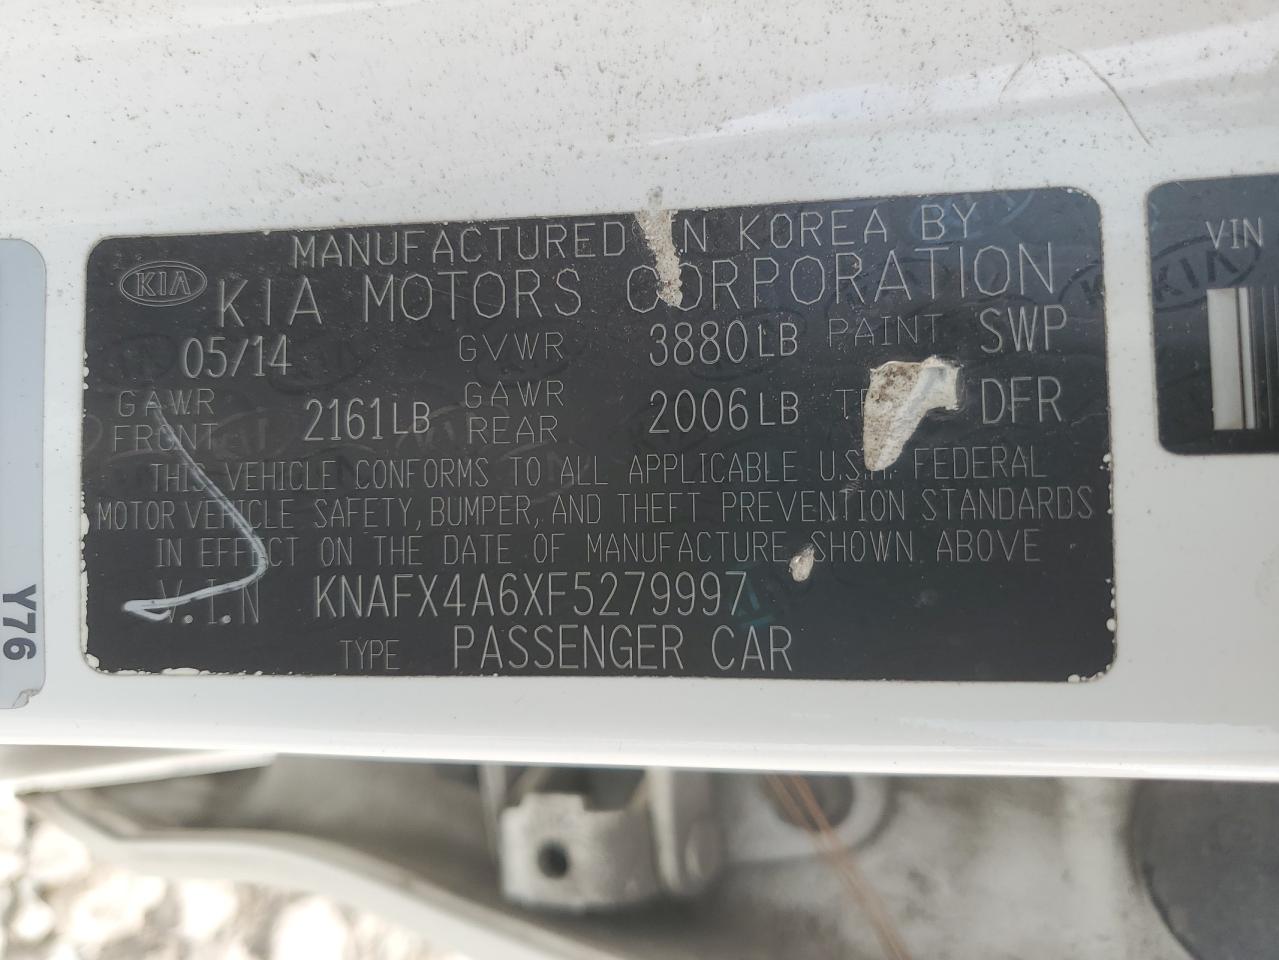 MANUFACTURED IN KOREA BY
KIA KIA MOTORS CORPORATION
05/14 GVWR 3880LB PAINT SWP
GAWR FRONT 2161LB GAWR REAR 2006LB DFR
THIS VEHICLE CONFORMS TO ALL APPLICABLE U.S.A. FEDERAL
MOTOR VEHICLE SAFETY, BUMPER, AND THEFT PREVENTION STANDARDS
IN EFFECT ON THE DATE OF MANUFACTURE SHOWN ABOVE
V.I.N KNAFX4A6XF5279997
TYPE PASSENGER CAR
VIN
Y76